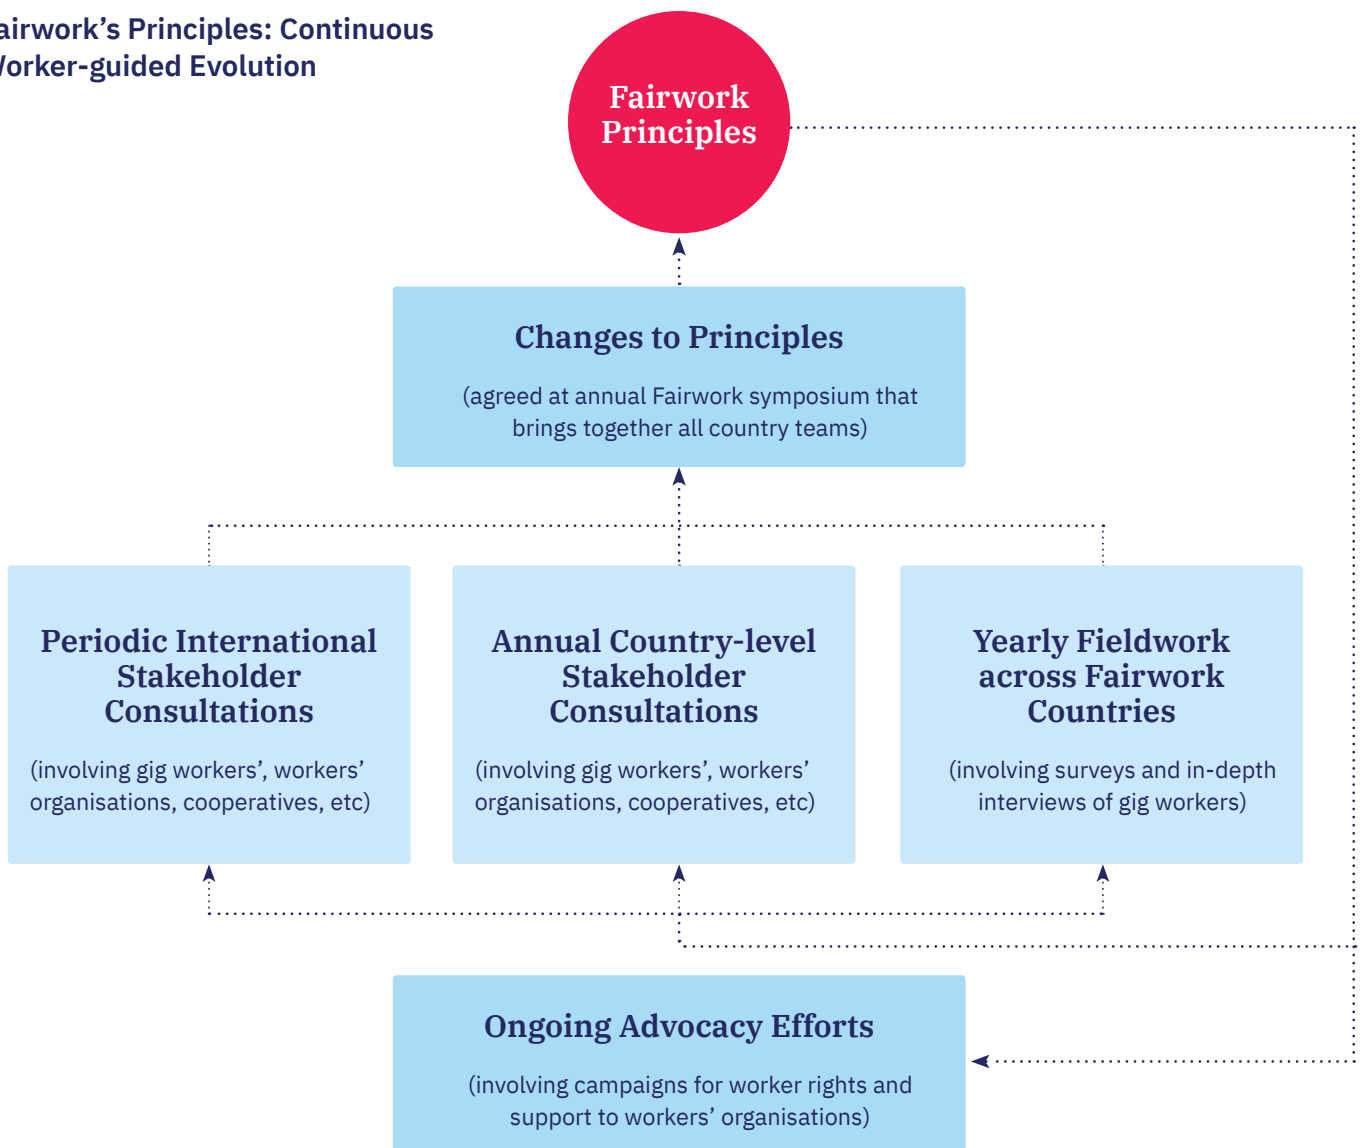 airwork’s Principles: Continuous
Worker-guided Evolution
Fairwork
Principles
Changes to Principles
(agreed at annual Fairwork symposium that
brings together all country teams)
Periodic International
Stakeholder
Consultations
(involving gig workers’, workers’
organisations, cooperatives, etc)
Annual Country-level
Stakeholder
Consultations
(involving gig workers’, workers’
organisations, cooperatives, etc)
Yearly Fieldwork
across Fairwork
Countries
(involving surveys and in-depth
interviews of gig workers)
Ongoing Advocacy Efforts
(involving campaigns for worker rights and
support to workers’ organisations)